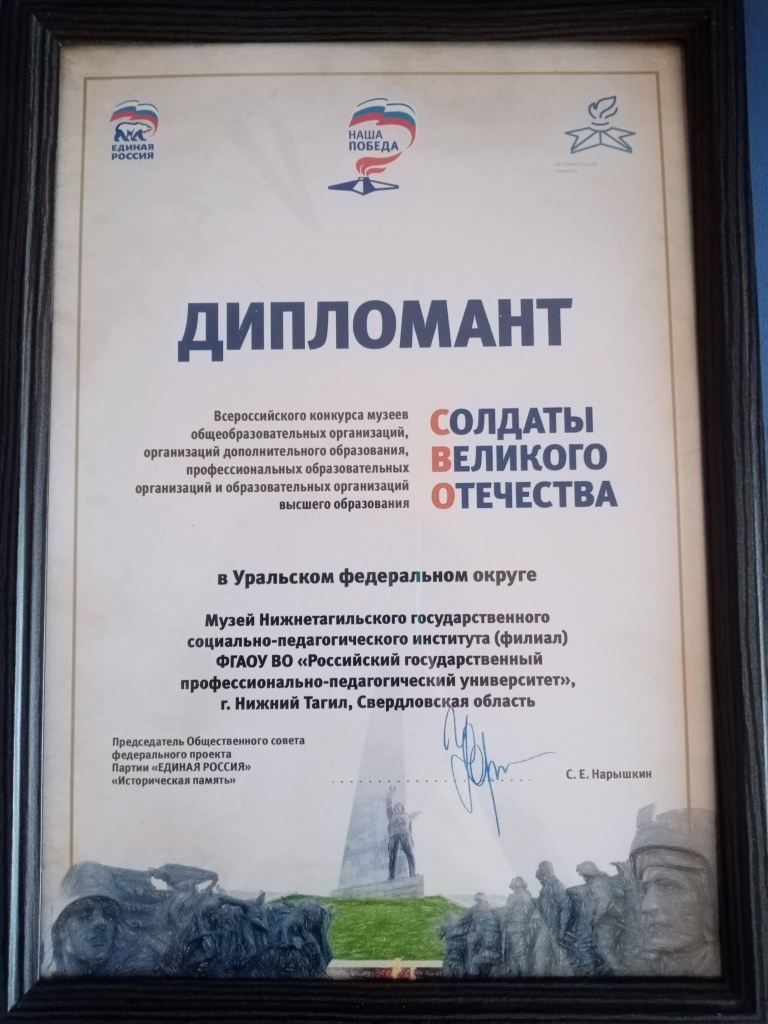 ЕДИНАЯ
РОССИЯ
НАША
ПОБЕДА
ИСТОРИЧЕСКАЯ
ПАМЯТЬ
ДИПЛОМАНТ
Всероссийского конкурса музеев
общеобразовательных организаций,
организаций дополнительного образования,
профессиональных образовательных
организаций и образовательных организаций
высшего образования
СОЛДАТЫ
ВЕЛИКОГО
ОТЕЧЕСТВА
в Уральском федеральном округе
Музей Нижнетагильского государственного
социально-педагогического института (филиал)
ФГАОУ ВО «Российский государственный
профессионально-педагогический университет»,
г. Нижний Тагил, Свердловская область
Председатель Общественного совета
федерального проекта
Партии «ЕДИНАЯ РОССИЯ»
«Историческая память»
С. Е. Нарышкин